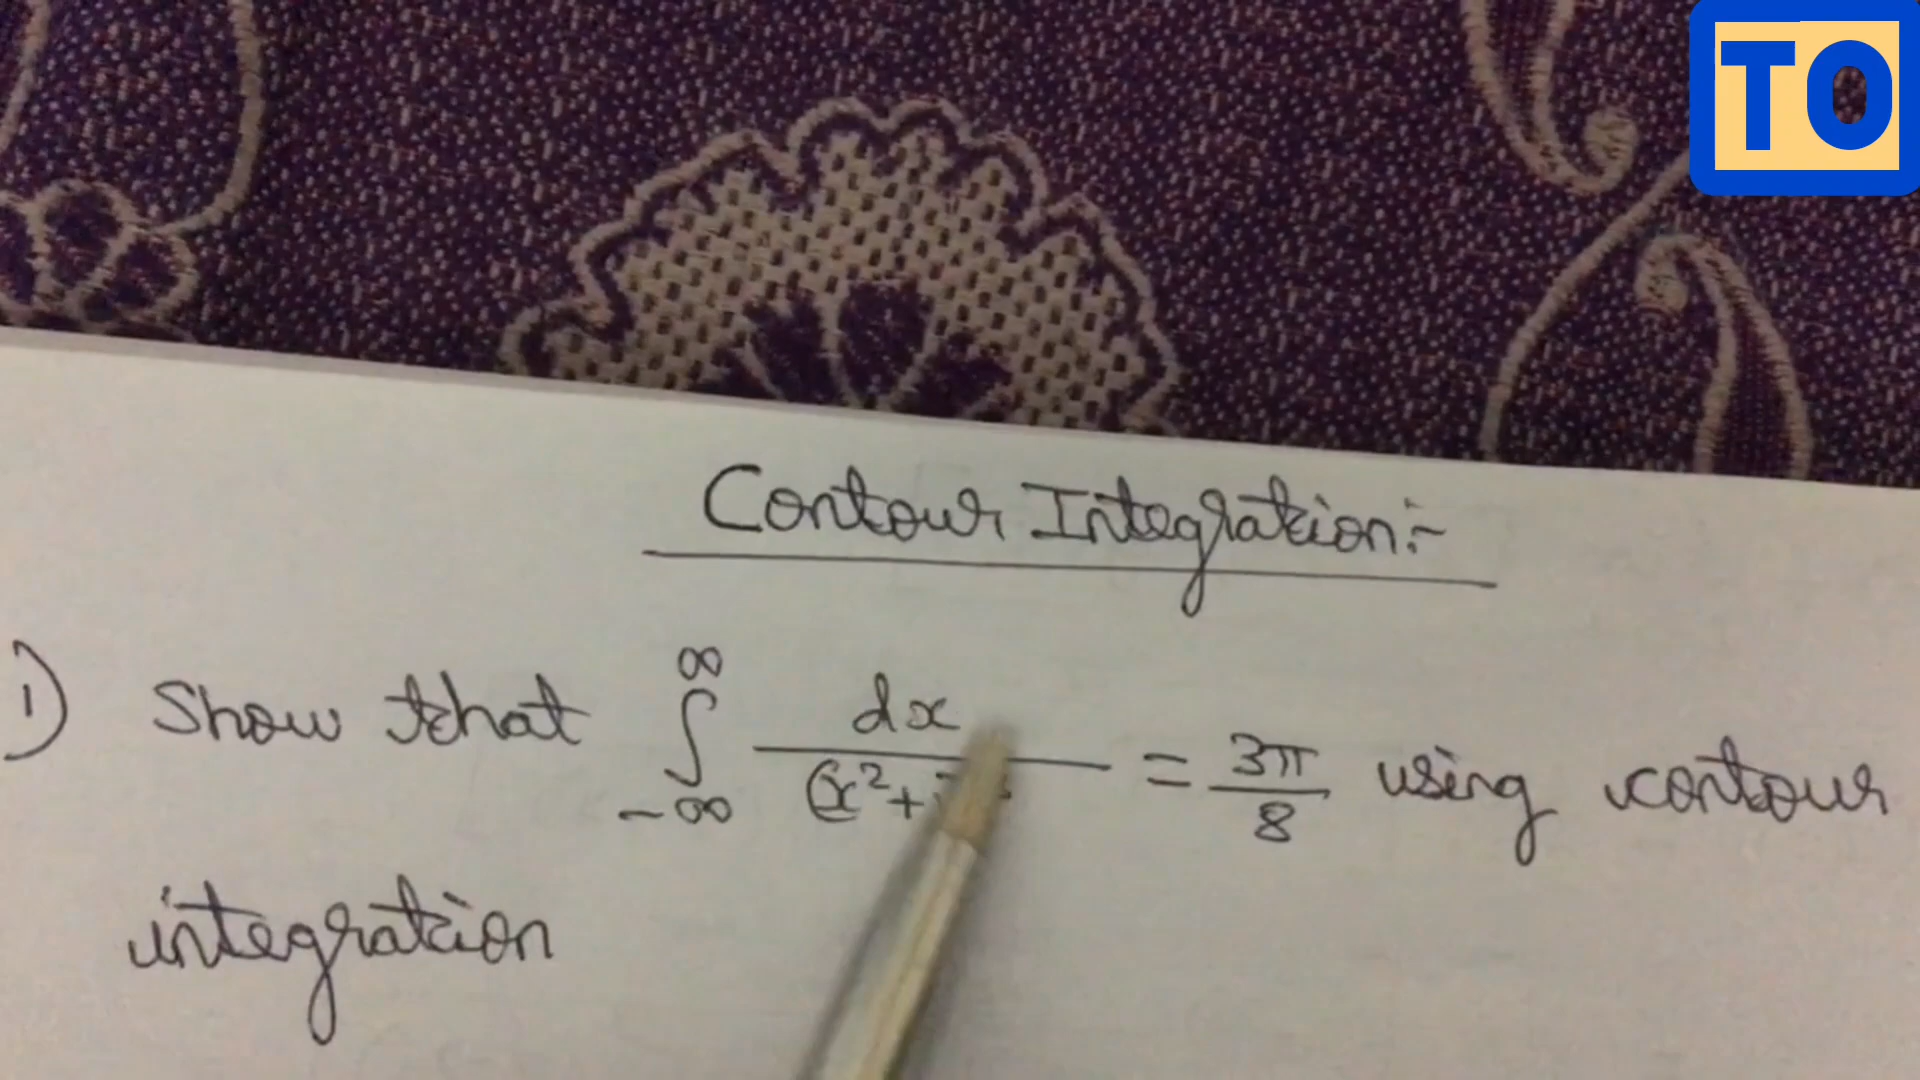 TO
Contour Integration:-
1) Show that ∫_{-∞}^{∞} dx / (x²+ = 3π/8 using contour
integration